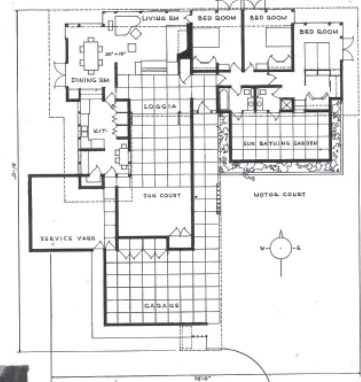 LIVING RM
BED ROOM
BED ROOM
BED ROOM
DINING RM
LOGGIA
KIT.
SUN BATHING GARDEN
SUN COURT
MOTOR COURT
SERVICE YARD
W
E
GARAGE